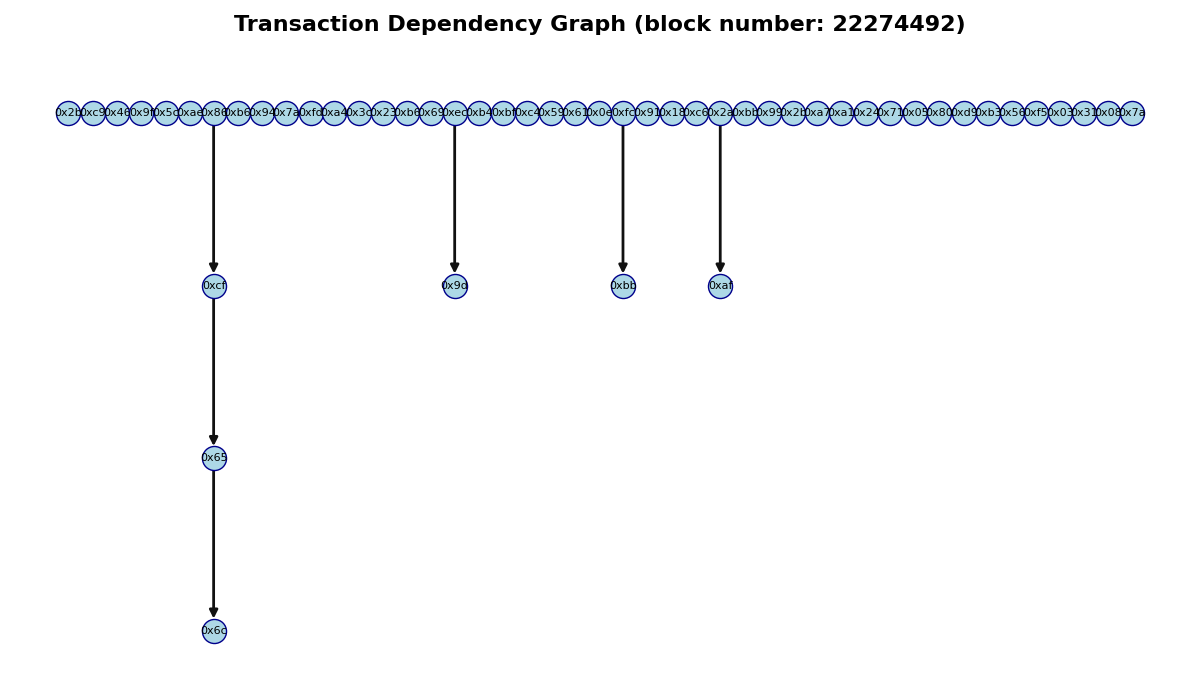 Transaction Dependency Graph (block number: 22274492)
0x2b 0xc9 0x46 0x9f 0x5c 0xae 0x86 0xb6 0x94 0x7a 0xfd 0xa4 0x3c 0x23 0xb6 0x69 0xec 0xb4 0xbf 0xc4 0x59 0x61 0x0e 0xfc 0x91 0x18 0xc6 0x2a 0xbb 0x99 0x2b 0xa7 0xa1 0x24 0x71 0x05 0x80 0xd9 0xb3 0x56 0xf5 0x03 0x31 0x08 0x7a
0xcf 0x9d 0xbb 0xaf
0x65
0x6c